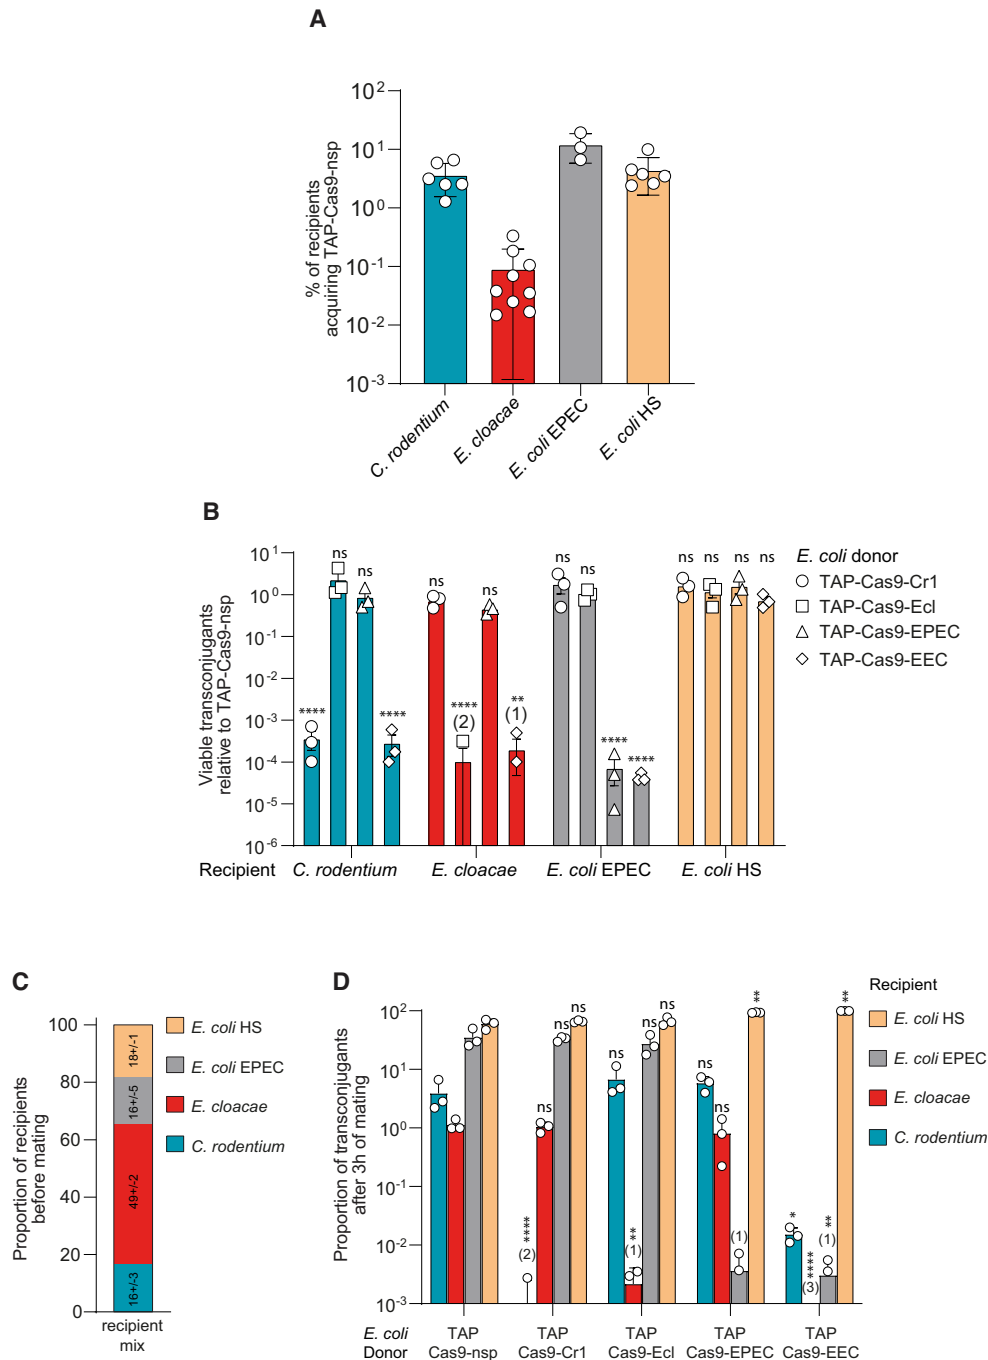 A
% of recipients
acquiring TAP-Cas9-nsp
10^2
10^1
10^0
10^-1
10^-2
10^-3
C. rodentium
E. cloacae
E. coli EPEC
E. coli HS
B
Viable transconjugants
relative to TAP-Cas9-nsp
10^1
10^0
10^-1
10^-2
10^-3
10^-4
10^-5
10^-6
**** ns ns ****
ns **** (2) ns ** (1)
ns ns **** ****
ns ns ns ns
Recipient C. rodentium E. cloacae E. coli EPEC E. coli HS
E. coli donor
TAP-Cas9-Cr1
TAP-Cas9-Ecl
TAP-Cas9-EPEC
TAP-Cas9-EEC
C
Proportion of recipients
before mating
100
80
60
40
20
0
18+/-1
16+/-5
49+/-2
16+/-3
recipient
mix
E. coli HS
E. coli EPEC
E. cloacae
C. rodentium
D
Proportion of transconjugants
after 3h of mating
10^2
10^1
10^0
10^-1
10^-2
10^-3
**** (2) ns ns ns
ns ** (1) ns ns
ns ns (1) **
* **** (3) ** (1) **
E. coli TAP TAP TAP TAP TAP
Donor Cas9-nsp Cas9-Cr1 Cas9-Ecl Cas9-EPEC Cas9-EEC
Recipient
E. coli HS
E. coli EPEC
E. cloacae
C. rodentium